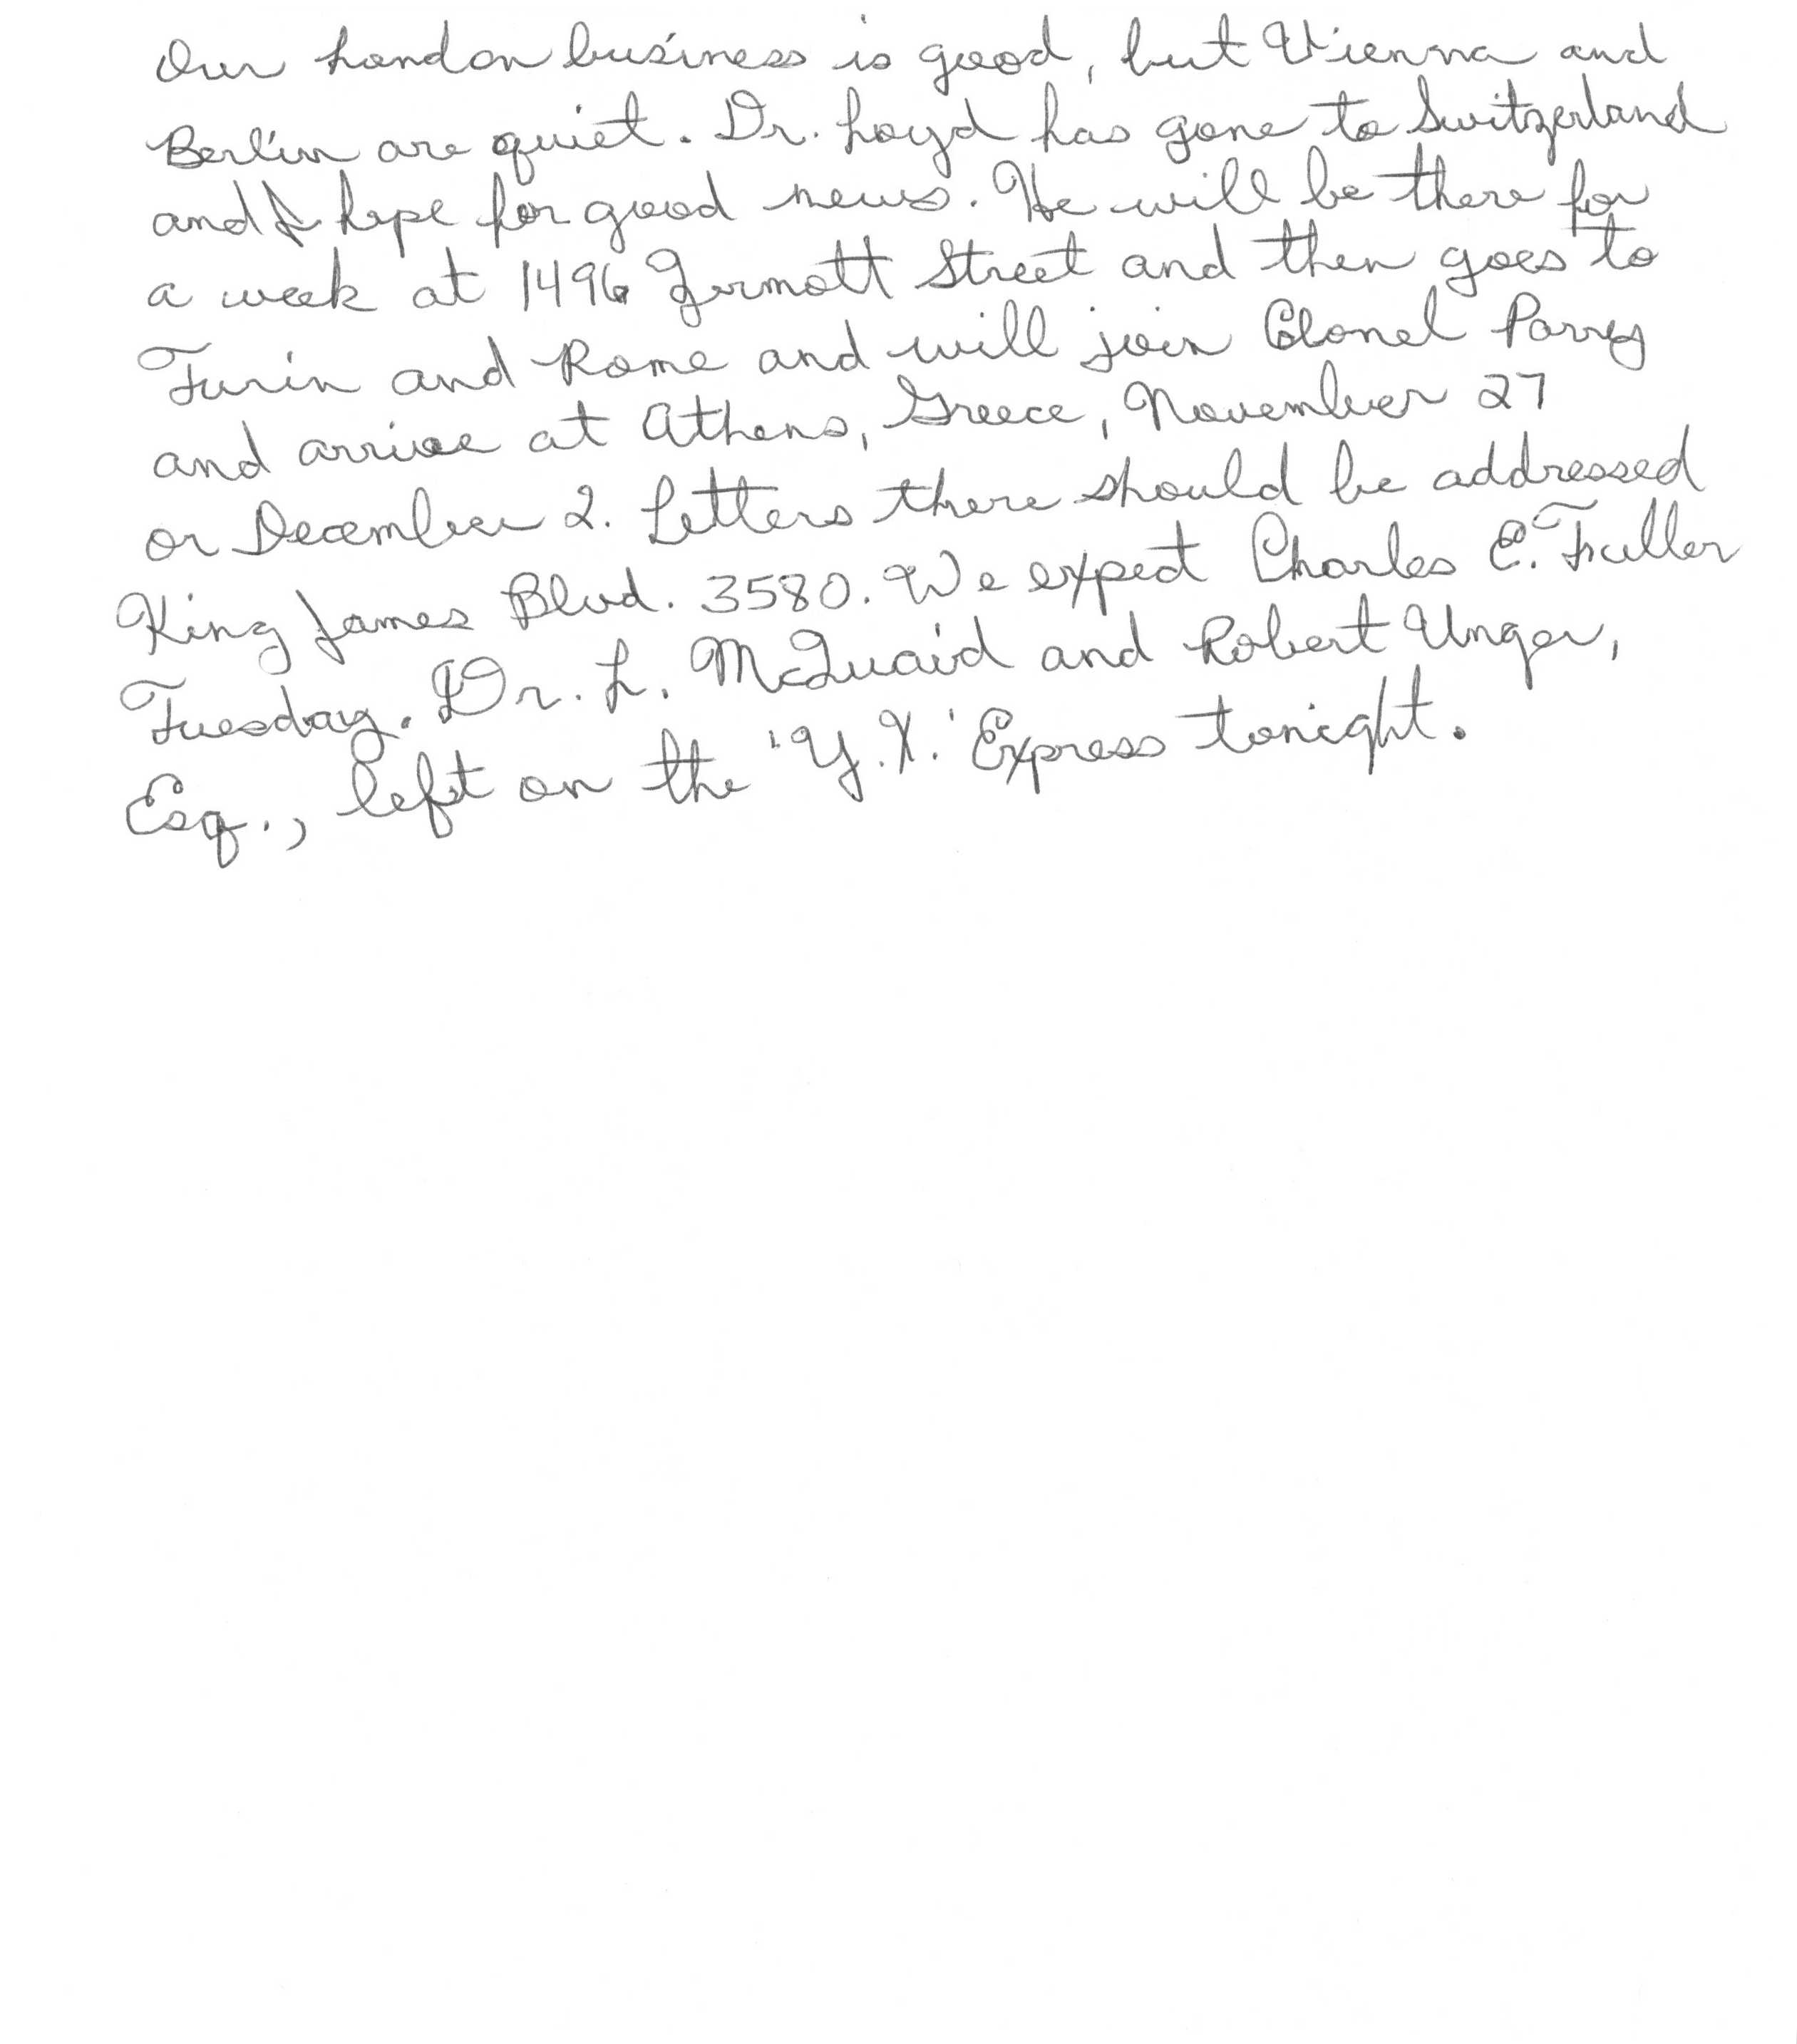 Our London business is good, but Vienna and
Berlin are quiet. Dr. Loyd has gone to Switzerland
and I hope for good news. He will be there for
a week at 1496 Zermott Street and then goes to
Turin and Rome and will join Colonel Parry
and arrive at Athens, Greece, November 27
or December 2. Letters there should be addressed
King James Blvd. 3580. We expect Charles E. Fuller
Tuesday. Dr. L. McQuaid and Robert Unger,
Esq., left on the 'Y.X.' Express tonight.